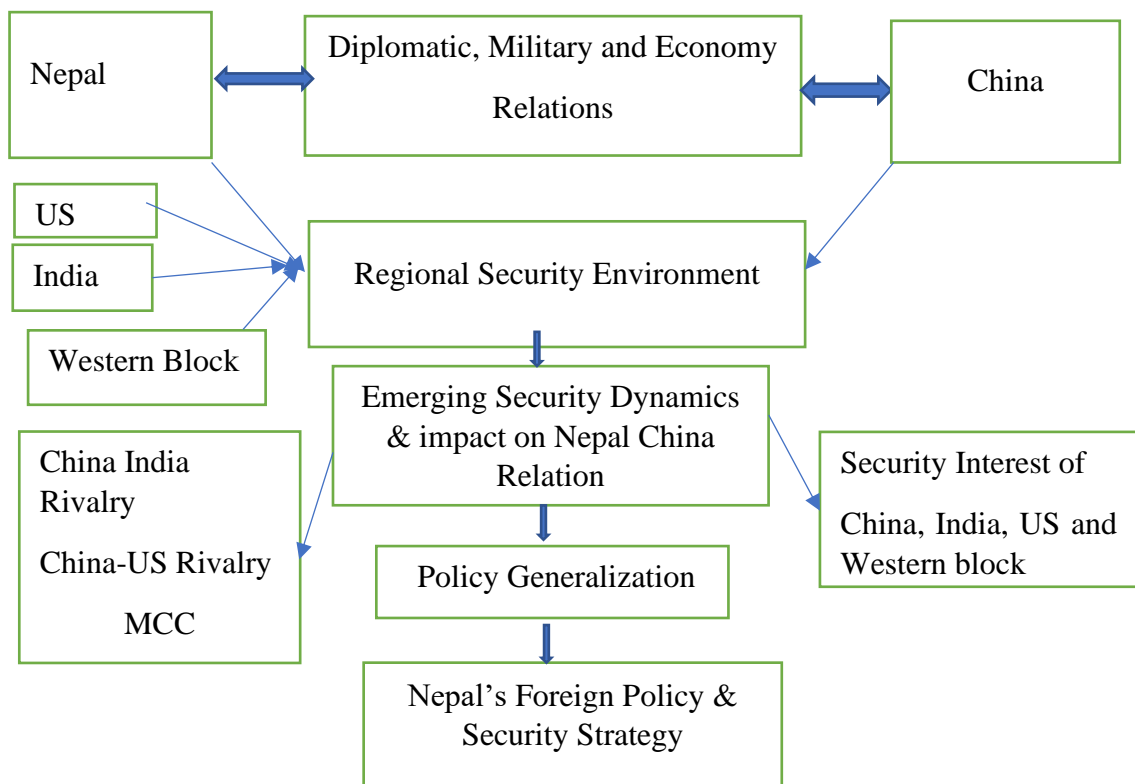 Nepal
Diplomatic, Military and Economy
Relations
China
US
India
Western Block
Regional Security Environment
Emerging Security Dynamics
& impact on Nepal China
Relation
China India
Rivalry
China-US Rivalry
MCC
Security Interest of
China, India, US and
Western block
Policy Generalization
Nepal’s Foreign Policy &
Security Strategy